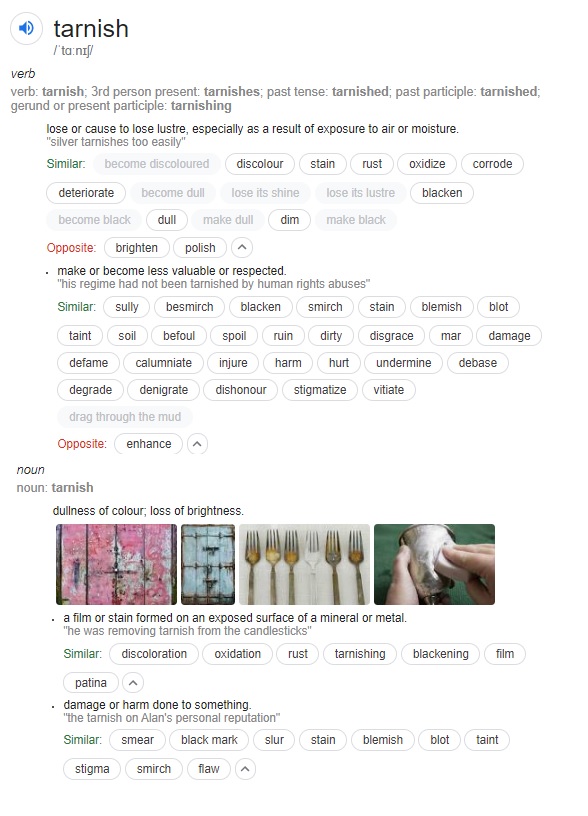 tarnish
/ˈtɑːnɪʃ/
verb
verb: tarnish; 3rd person present: tarnishes; past tense: tarnished; past participle: tarnished;
gerund or present participle: tarnishing
lose or cause to lose lustre, especially as a result of exposure to air or moisture.
"silver tarnishes too easily"
Similar: become discoloured discolour stain rust oxidize corrode
deteriorate become dull lose its shine lose its lustre blacken
become black dull make dull dim make black
Opposite: brighten polish
• make or become less valuable or respected.
"his regime had not been tarnished by human rights abuses"
Similar: sully besmirch blacken smirch stain blemish blot
taint soil befoul spoil ruin dirty disgrace mar damage
defame calumniate injure harm hurt undermine debase
degrade denigrate dishonour stigmatize vitiate
drag through the mud
Opposite: enhance
noun
noun: tarnish
dullness of colour; loss of brightness.
• a film or stain formed on an exposed surface of a mineral or metal.
"he was removing tarnish from the candlesticks"
Similar: discoloration oxidation rust tarnishing blackening film
patina
• damage or harm done to something.
"the tarnish on Alan's personal reputation"
Similar: smear black mark slur stain blemish blot taint
stigma smirch flaw